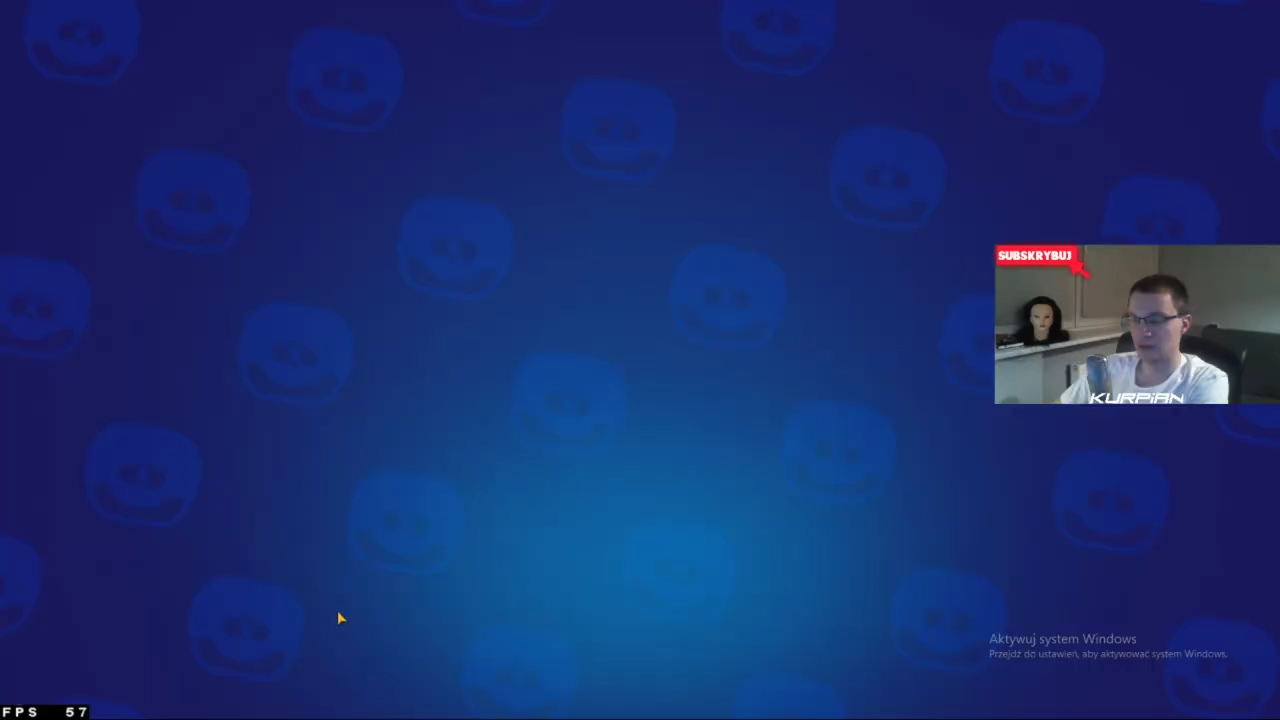 SUBSKRYBUJ
KURPiAN
Aktywuj system Windows
Przejdź do ustawień, aby aktywować system Windows.
FPS 57